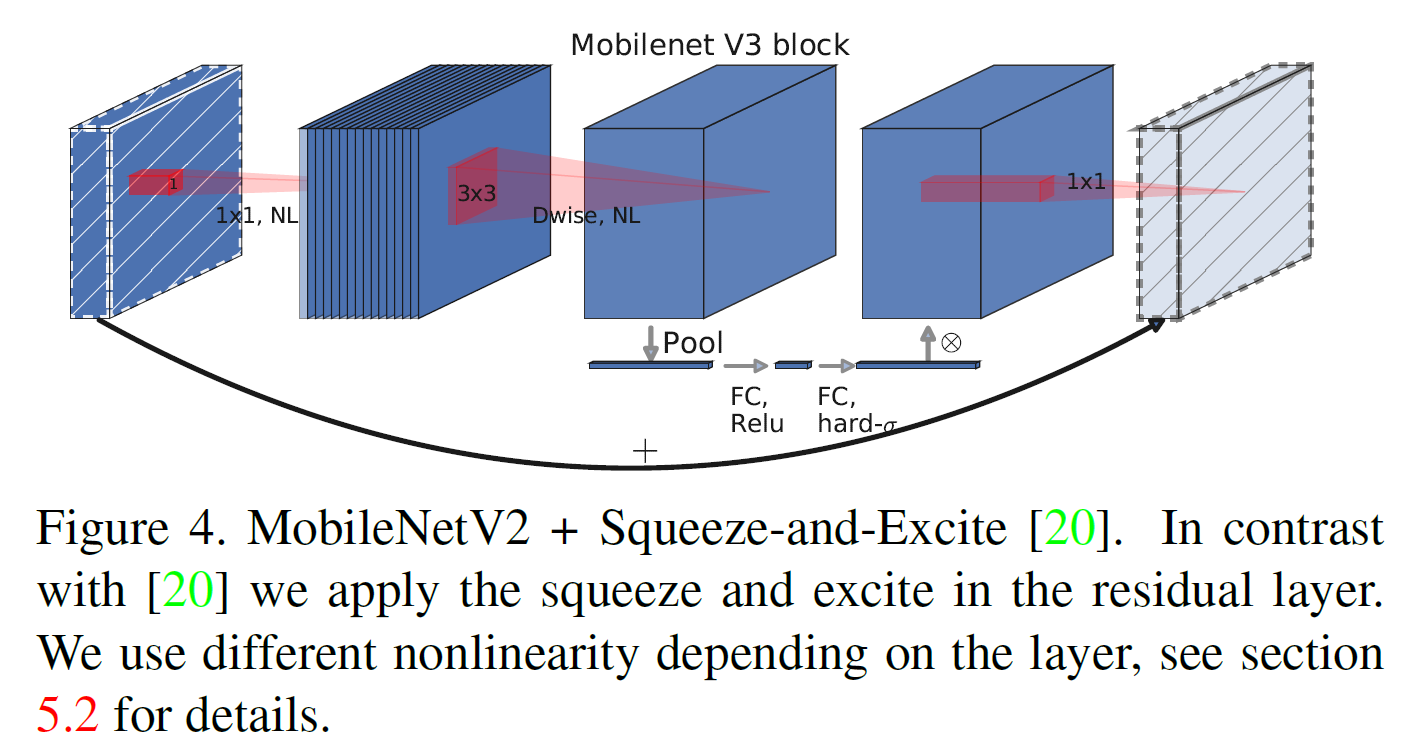 Mobilenet V3 block
1
1x1, NL
3x3
Dwise, NL
1x1
Pool
⊗
FC,
Relu
FC,
hard-σ
+
Figure 4. MobileNetV2 + Squeeze-and-Excite [20]. In contrast
with [20] we apply the squeeze and excite in the residual layer.
We use different nonlinearity depending on the layer, see section
5.2 for details.